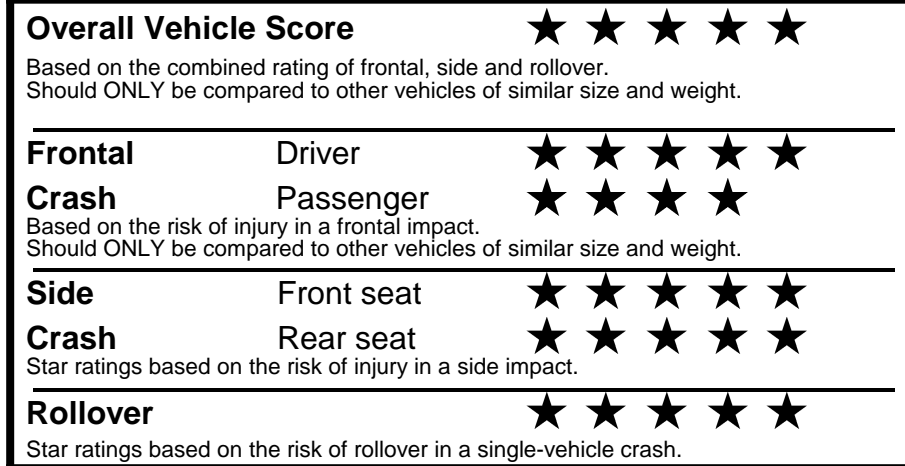 Overall Vehicle Score ★ ★ ★ ★ ★
Based on the combined rating of frontal, side and rollover.
Should ONLY be compared to other vehicles of similar size and weight.
Frontal Driver ★ ★ ★ ★ ★
Crash Passenger ★ ★ ★ ★
Based on the risk of injury in a frontal impact.
Should ONLY be compared to other vehicles of similar size and weight.
Side Front seat ★ ★ ★ ★ ★
Crash Rear seat ★ ★ ★ ★ ★
Star ratings based on the risk of injury in a side impact.
Rollover ★ ★ ★ ★ ★
Star ratings based on the risk of rollover in a single-vehicle crash.